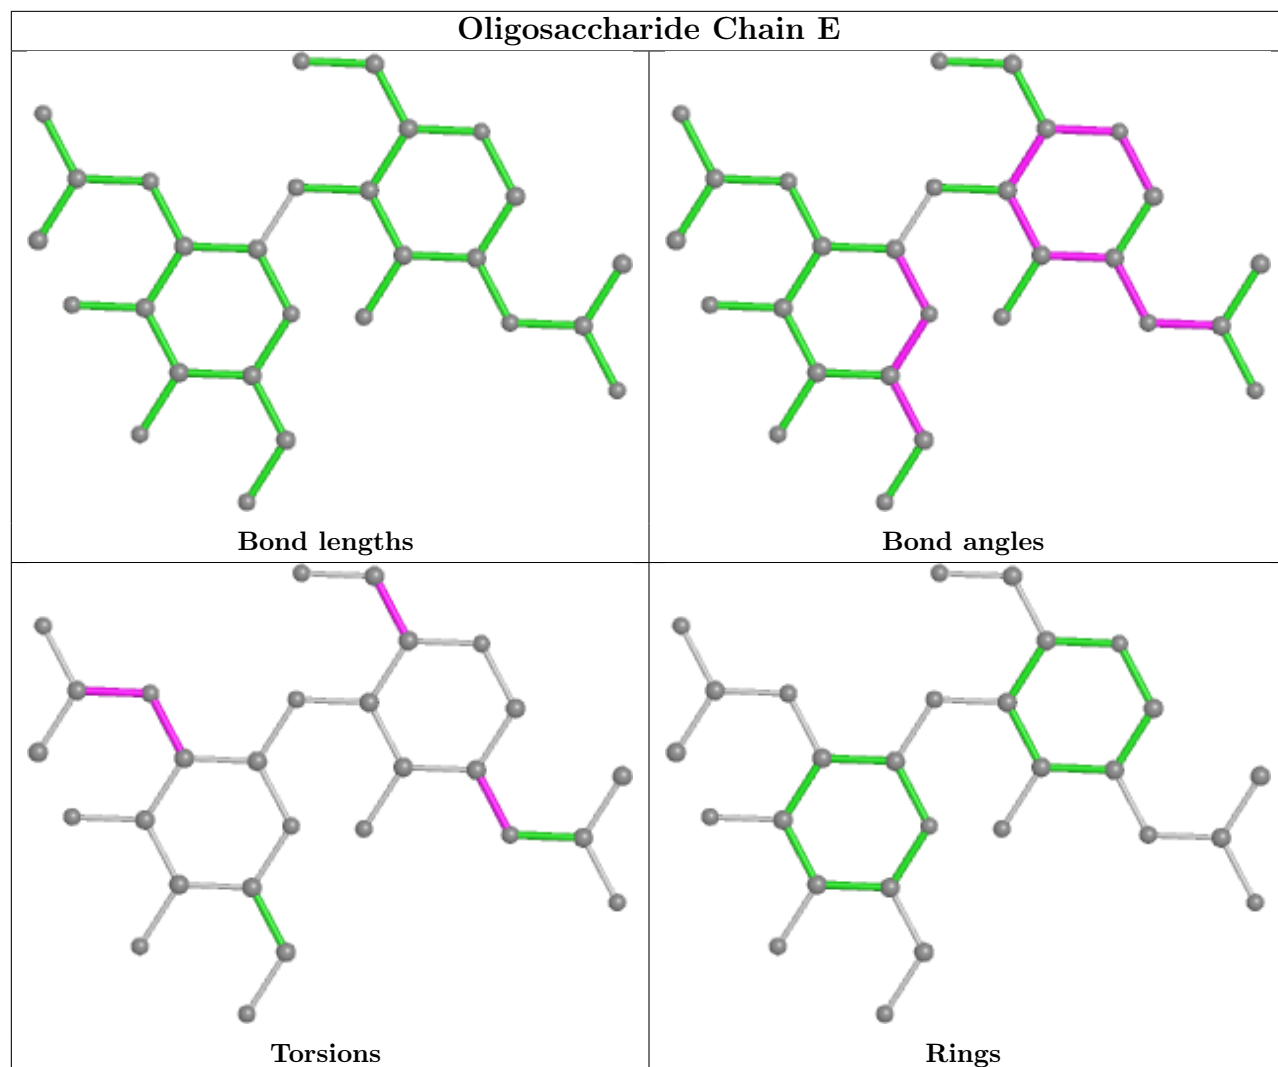 Oligosaccharide Chain E
Bond lengths
Bond angles
Torsions
Rings